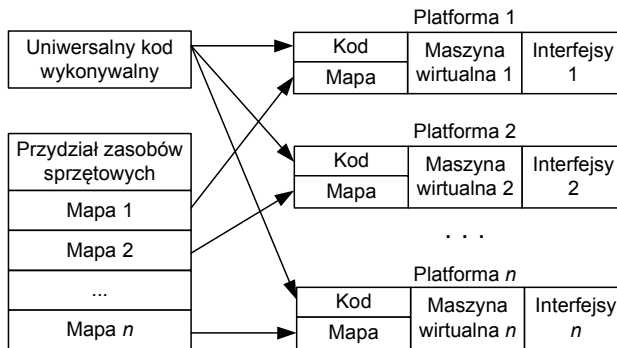 Uniwersalny kod
wykonywalny
Przydział zasobów
sprzętowych
Mapa 1
Mapa 2
...
Mapa n
Platforma 1
Kod
Mapa
Maszyna
wirtualna 1
Interfejsy
1
Platforma 2
Kod
Mapa
Maszyna
wirtualna 2
Interfejsy
2
. . .
Platforma n
Kod
Mapa
Maszyna
wirtualna n
Interfejsy
n